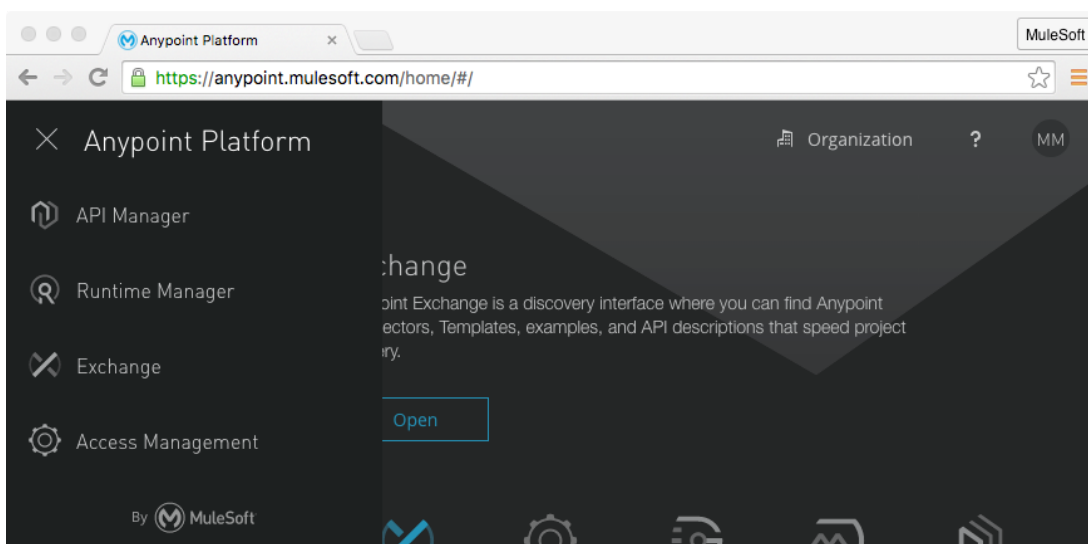 Anypoint Platform
MuleSoft
https://anypoint.mulesoft.com/home/#/
Anypoint Platform
Organization
?
MM
API Manager
Runtime Manager
Exchange
Access Management
By MuleSoft
change
oint Exchange is a discovery interface where you can find Anypoint
ectors, Templates, examples, and API descriptions that speed project
ery.
Open